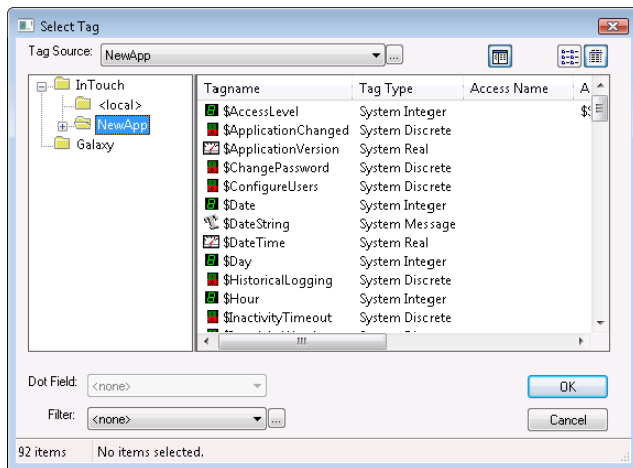 Select Tag
Tag Source: NewApp ...
InTouch
<local>
NewApp
Galaxy
Tagname Tag Type Access Name A
$AccessLevel System Integer
$ApplicationChanged System Discrete
$ApplicationVersion System Real
$ChangePassword System Discrete
$ConfigureUsers System Discrete
$Date System Integer
$DateString System Message
$DateTime System Real
$Day System Integer
$HistoricalLogging System Discrete
$Hour System Integer
$InactivityTimeout System Discrete
Dot Field: <none>
OK
Filter: <none> ...
Cancel
92 items No items selected.